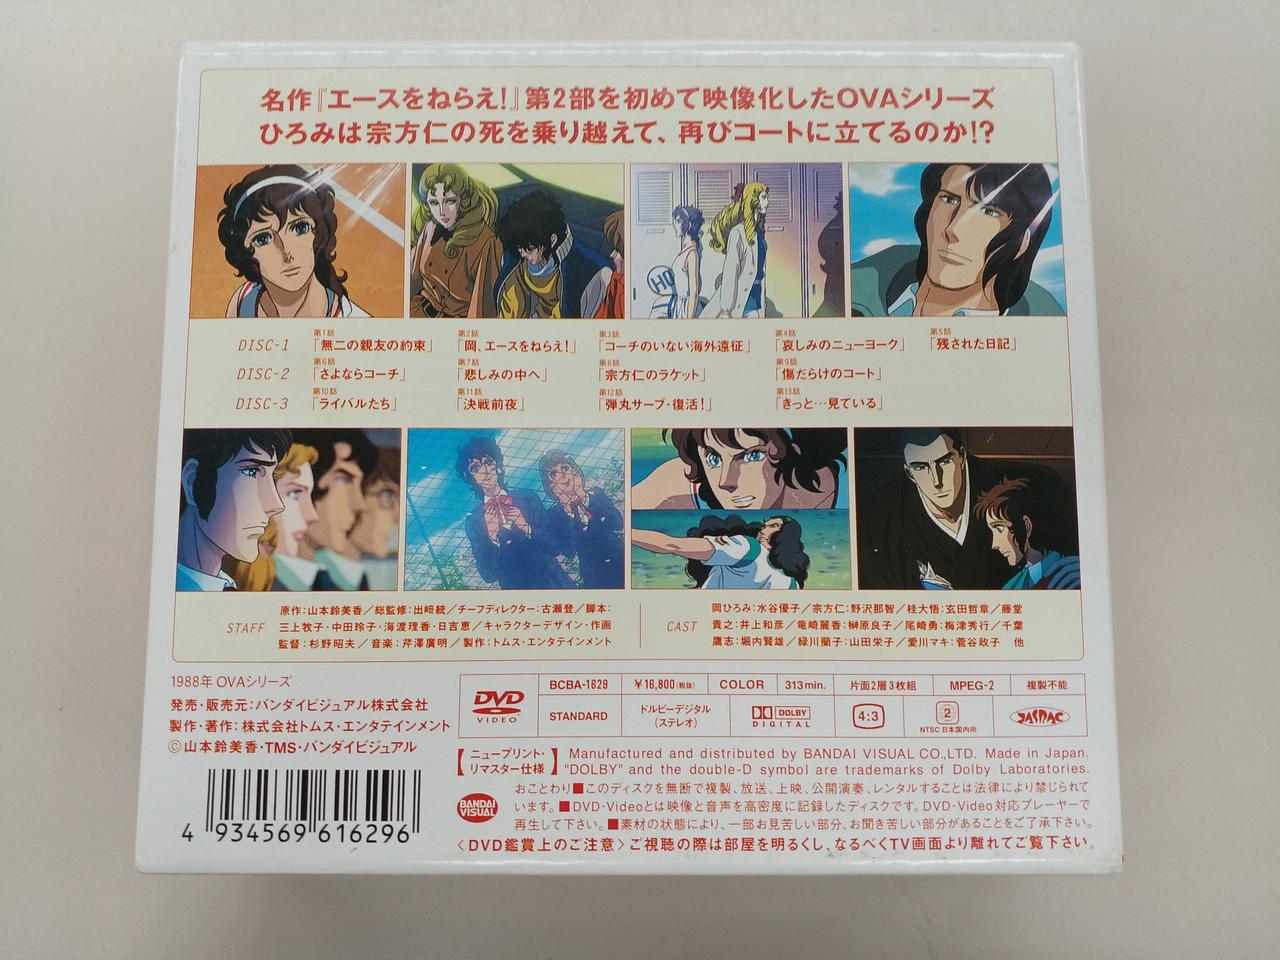 名作『エースをねらえ!』第2部を初めて映像化したOVAシリーズ
ひろみは宗方仁の死を乗り越えて、再びコートに立てるのか!?
HO
DISC-1 第1話「無二の親友の約束」 第2話「岡、エースをねらえ!」 第3話「コーチのいない海外遠征」 第4話「哀しみのニューヨーク」 第5話「残された日記」
DISC-2 第6話「さよならコーチ」 第7話「悲しみの中へ」 第8話「宗方仁のラケット」 第9話「傷だらけのコート」
DISC-3 第10話「ライバルたち」 第11話「決戦前夜」 第12話「弾丸サーブ・復活!」 第13話「きっと…見ている」
STAFF
原作:山本鈴美香/総監修:出﨑統/チーフディレクター:古瀬登/脚本:
三上牧子・中田玲子・海渡理香・日吉恵/キャラクターデザイン・作画
監督:杉野昭夫/音楽:芹澤廣明/製作:トムス・エンタテインメント
CAST
岡ひろみ:水谷優子/宗方仁:野沢那智/桂大悟:玄田哲章/藤堂
貴之:井上和彦/竜崎麗香:榊原良子/尾崎勇:梅津秀行/千葉
鷹志:堀内賢雄/緑川蘭子:山田栄子/愛川マキ:菅谷政子 他
1988年 OVAシリーズ
発売・販売元:バンダイビジュアル株式会社
製作・著作:株式会社トムス・エンタテインメント
©山本鈴美香・TMS・バンダイビジュアル
4 934569 616296
DVD VIDEO
BCBA-1629 ¥16,800(税抜) COLOR 313min. 片面2層3枚組 MPEG-2 複製不能
STANDARD ドルビーデジタル(ステレオ) DOLBY DIGITAL 4:3 2 NTSC 日本国内向 JASRAC
【ニュープリント・リマスター仕様】
Manufactured and distributed by BANDAI VISUAL CO.,LTD. Made in Japan.
"DOLBY" and the double-D symbol are trademarks of Dolby Laboratories.
BANDAI VISUAL
おことわり■このディスクを無断で複製、放送、上映、公開演奏、レンタルすることは法律により禁じられて
います。■DVD-Videoとは映像と音声を高密度に記録したディスクです。DVD-Video対応プレーヤーで
再生して下さい。■素材の状態により、一部お見苦しい部分、お聞き苦しい部分があることをご了承下さい。
<DVD鑑賞上のご注意>ご視聴の際は部屋を明るくし、なるべくTV画面より離れてご覧下さい。